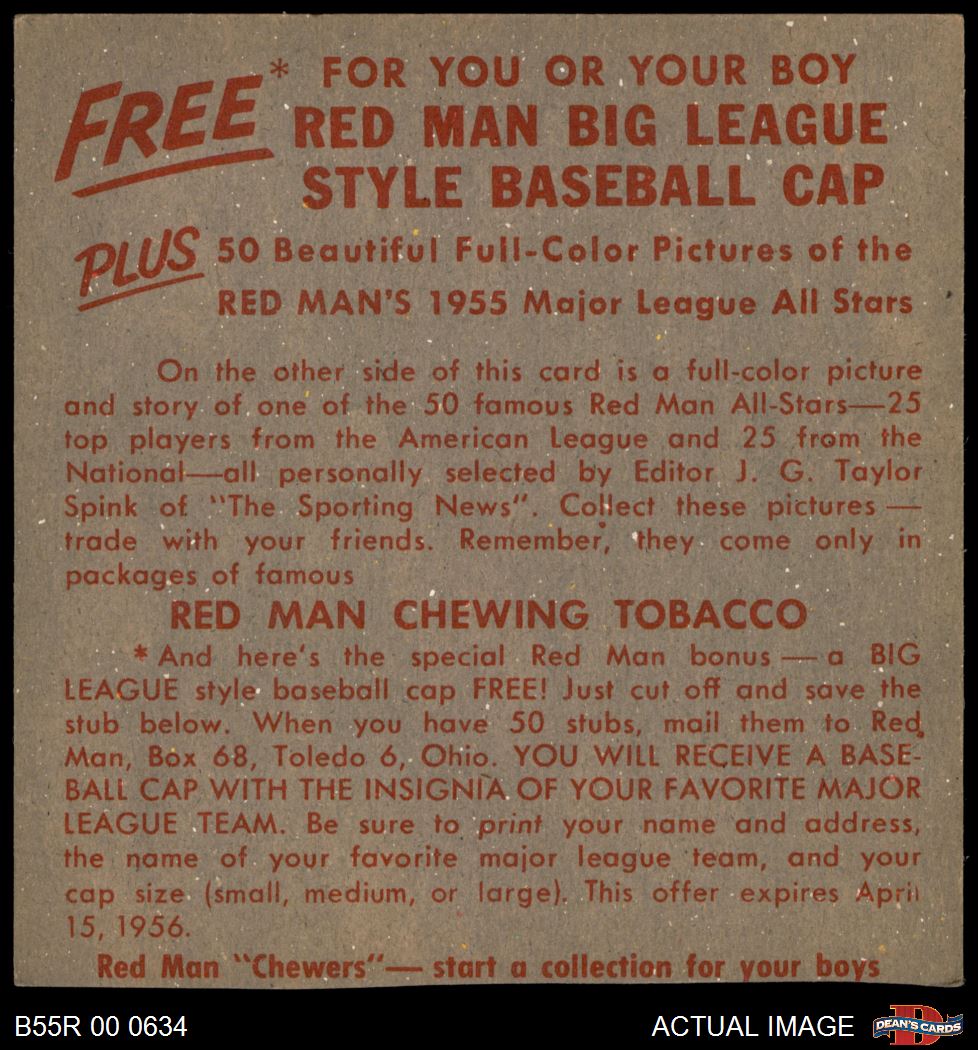 FREE* FOR YOU OR YOUR BOY
RED MAN BIG LEAGUE
STYLE BASEBALL CAP
PLUS 50 Beautiful Full-Color Pictures of the
RED MAN'S 1955 Major League All Stars
On the other side of this card is a full-color picture
and story of one of the 50 famous Red Man All-Stars—25
top players from the American League and 25 from the
National—all personally selected by Editor J. G. Taylor
Spink of "The Sporting News". Collect these pictures —
trade with your friends. Remember, they come only in
packages of famous
RED MAN CHEWING TOBACCO
* And here's the special Red Man bonus — a BIG
LEAGUE style baseball cap FREE! Just cut off and save the
stub below. When you have 50 stubs, mail them to Red
Man, Box 68, Toledo 6, Ohio. YOU WILL RECEIVE A BASE-
BALL CAP WITH THE INSIGNIA OF YOUR FAVORITE MAJOR
LEAGUE TEAM. Be sure to print your name and address,
the name of your favorite major league team, and your
cap size (small, medium, or large). This offer expires April
15, 1956.
Red Man "Chewers"— start a collection for your boys
B55R 00 0634
ACTUAL IMAGE
D
DEAN'S CARDS